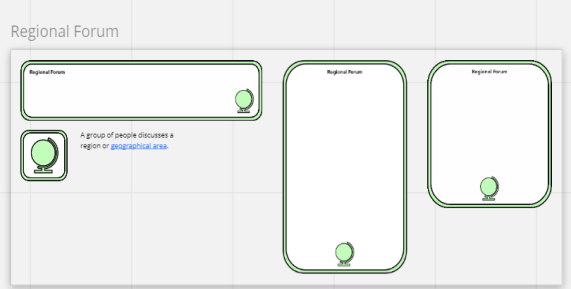 Regional Forum
Regional Forum
Regional Forum
Regional Forum
A group of people discusses a
region or geographical area.